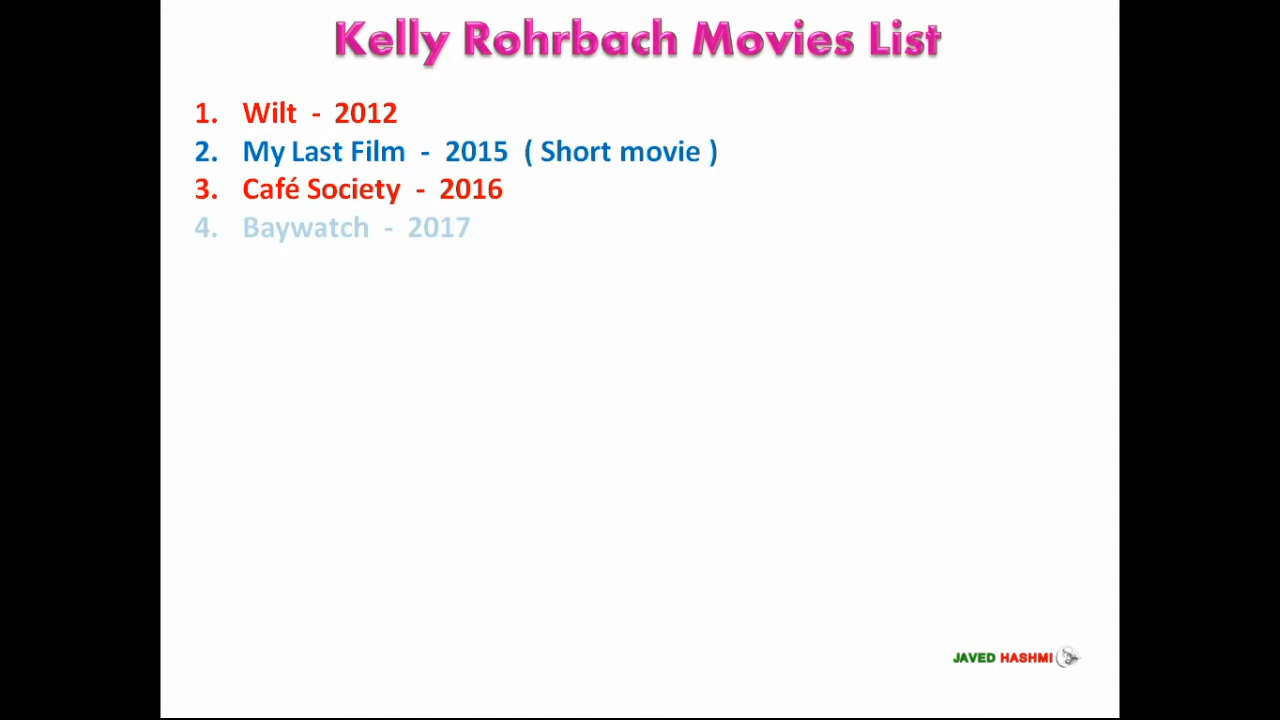 Kelly Rohrbach Movies List
1. Wilt - 2012
2. My Last Film - 2015 ( Short movie )
3. Café Society - 2016
4. Baywatch - 2017
JAVED HASHMI